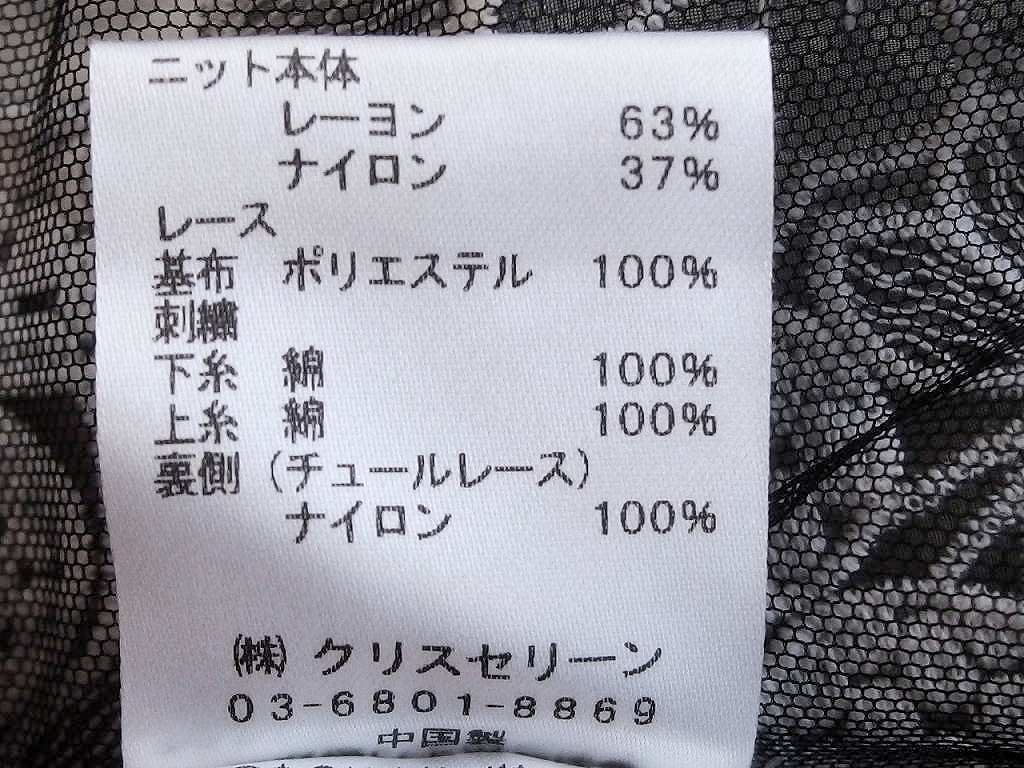 ニット本体
レーヨン 63%
ナイロン 37%
レース
基布 ポリエステル 100%
刺繍
下糸 綿 100%
上糸 綿 100%
裏側 (チュールレース)
ナイロン 100%
㈱ クリスセリーン
03-6801-8869
中国製